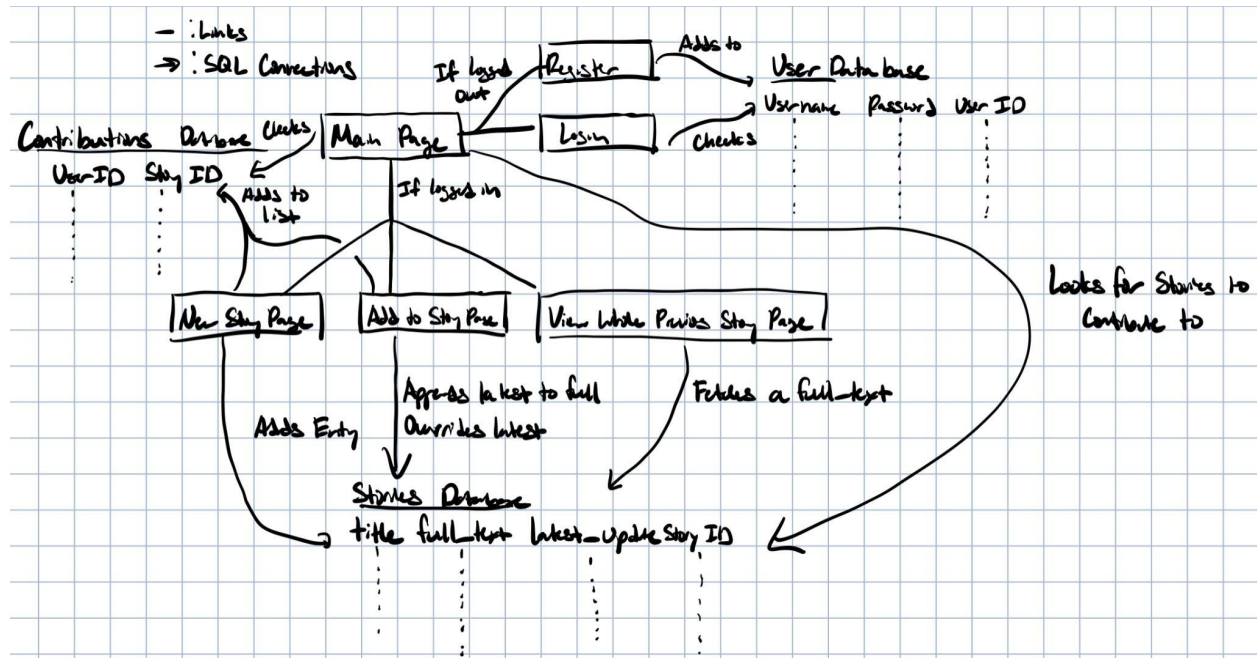 — : Links
→ : SQL Connections
If logged
out
Register
Adds to
User Database
Username Password User ID
Contributions Database
Checks
Main Page
Login
Checks
User ID Story ID
Adds to
list
If logged in
Looks for Stories to
Contribute to
New Story Page
Add to Story Page
View Whole Previous Story Page
Appends latest to full
Overrides latest
Fetches a full_text
Adds Entry
Stories Database
title full_text latest_update Story ID